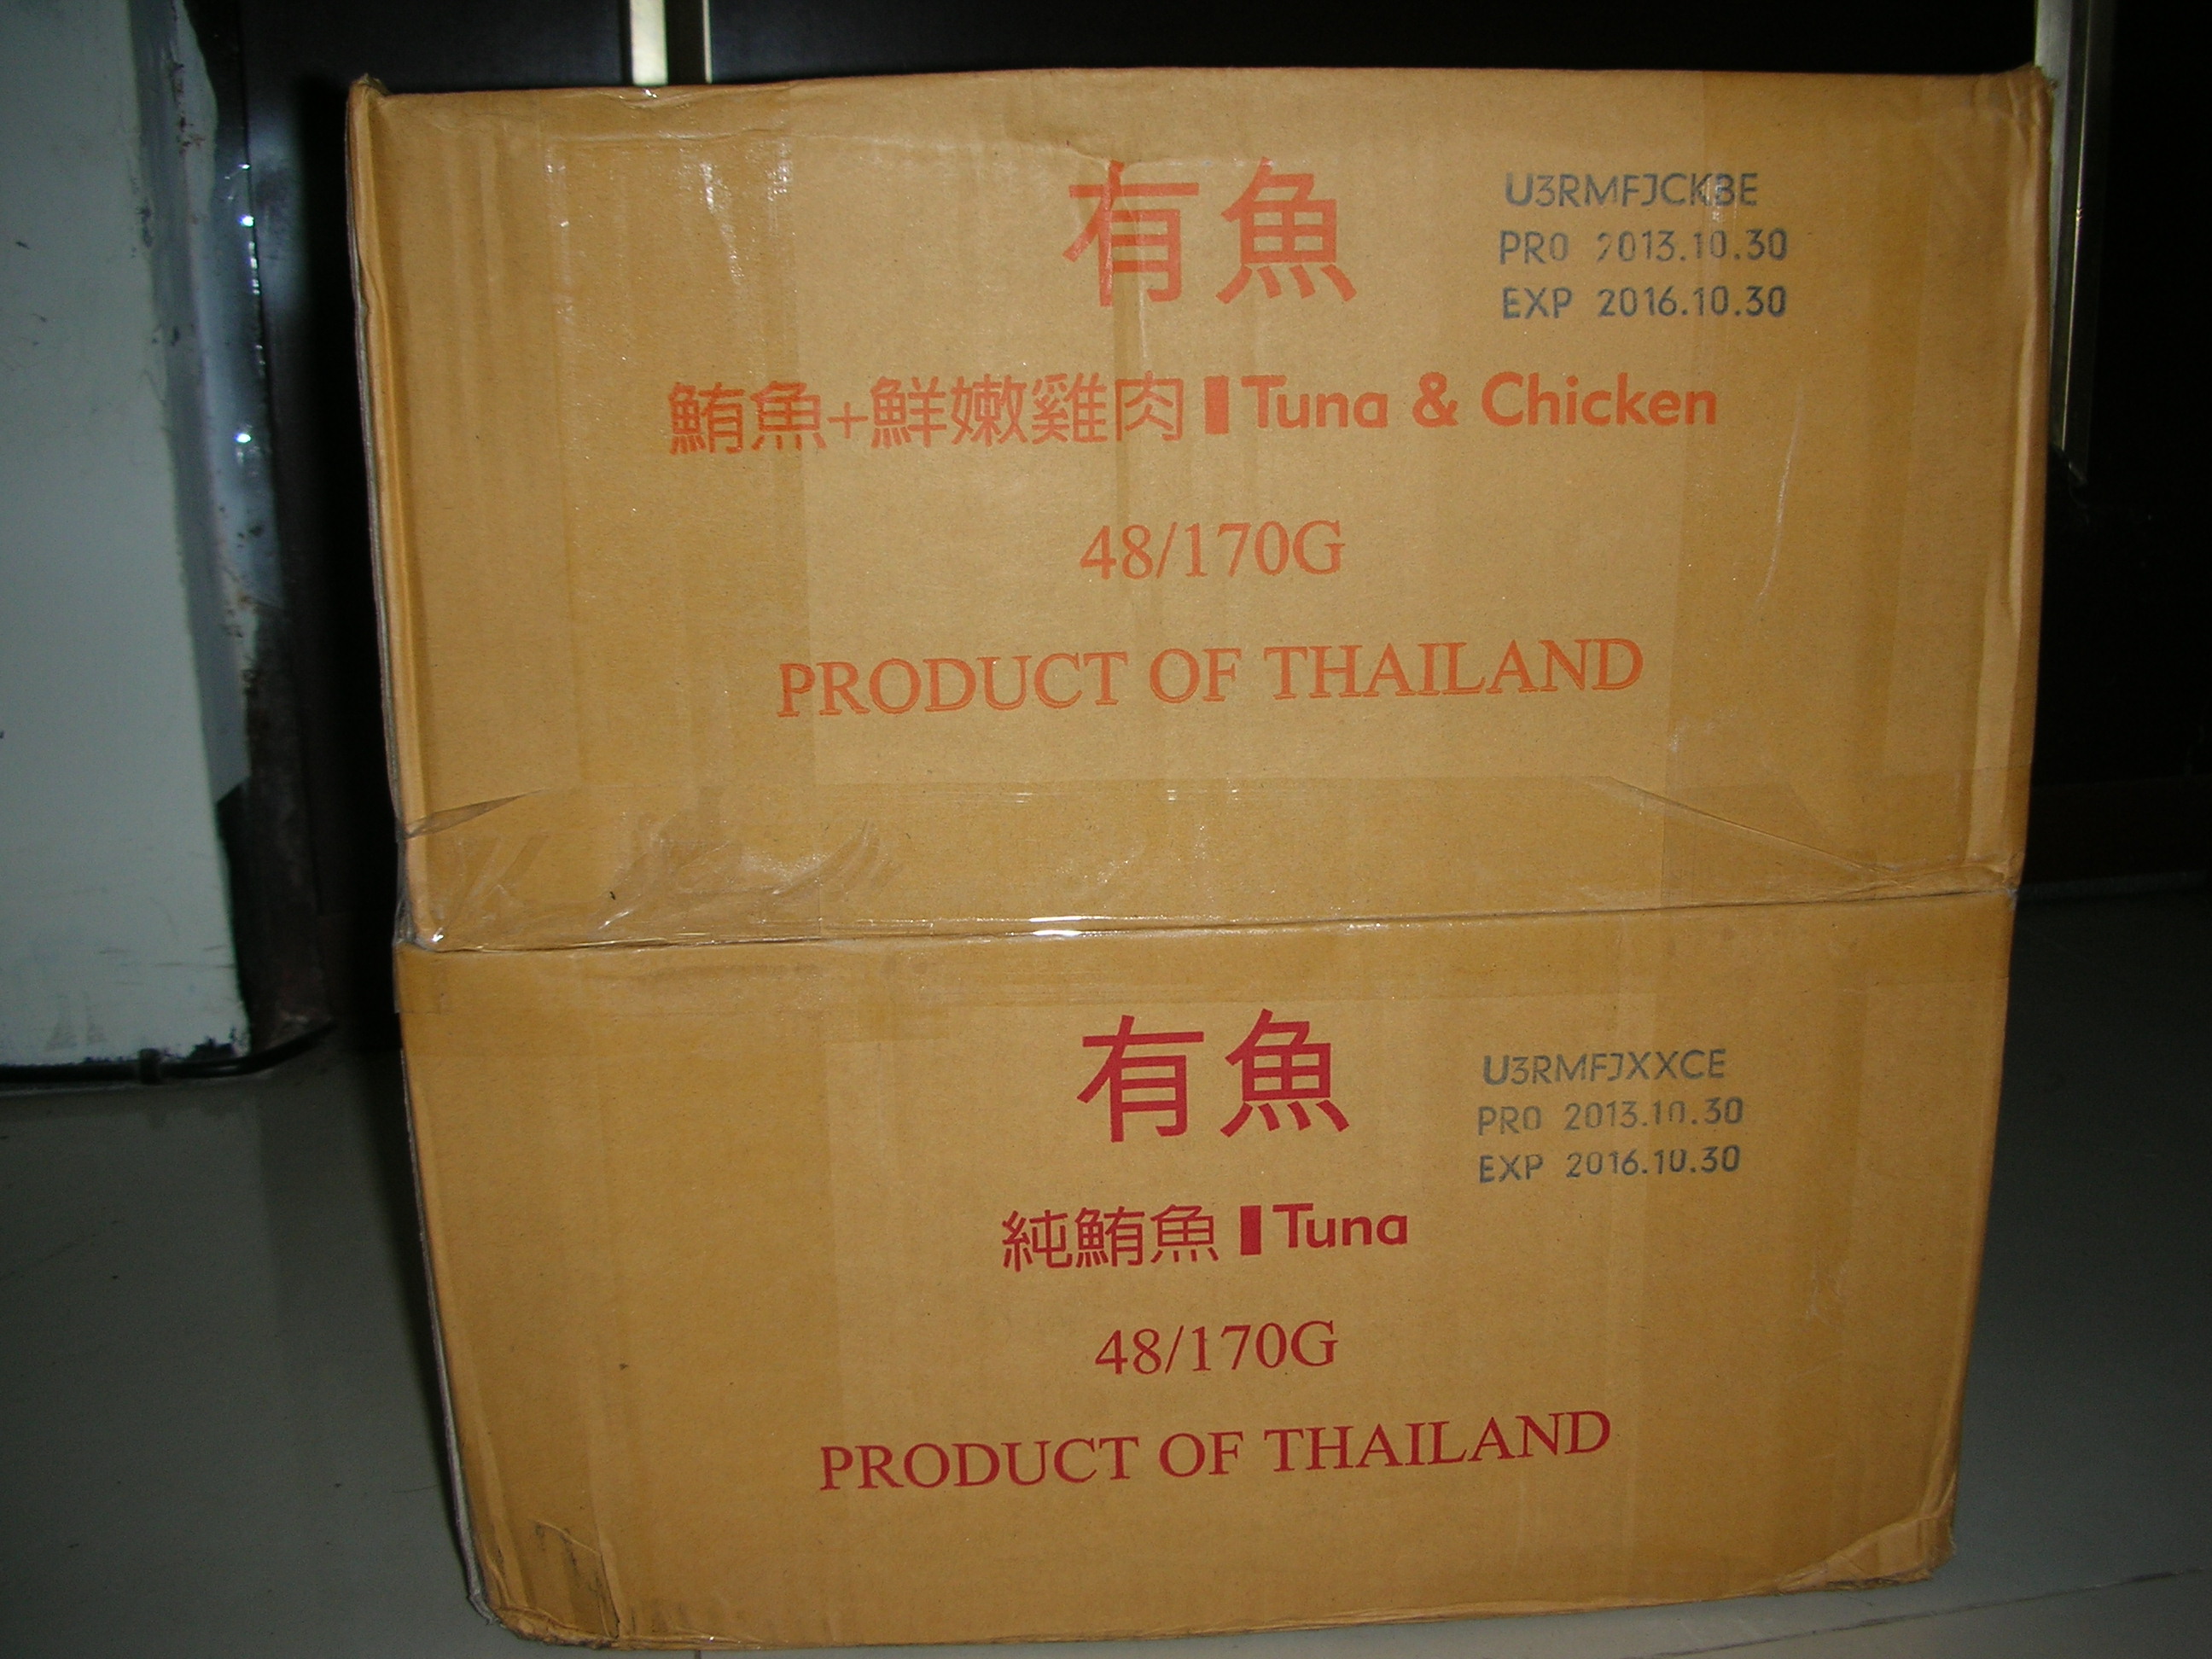 有魚
U3RMFJCKBE
PRO 2013.10.30
EXP 2016.10.30
鮪魚+鮮嫩雞肉 ▮ Tuna & Chicken
48/170G
PRODUCT OF THAILAND
有魚
U3RMFJXXCE
PRO 2013.10.30
EXP 2016.10.30
純鮪魚 ▮ Tuna
48/170G
PRODUCT OF THAILAND